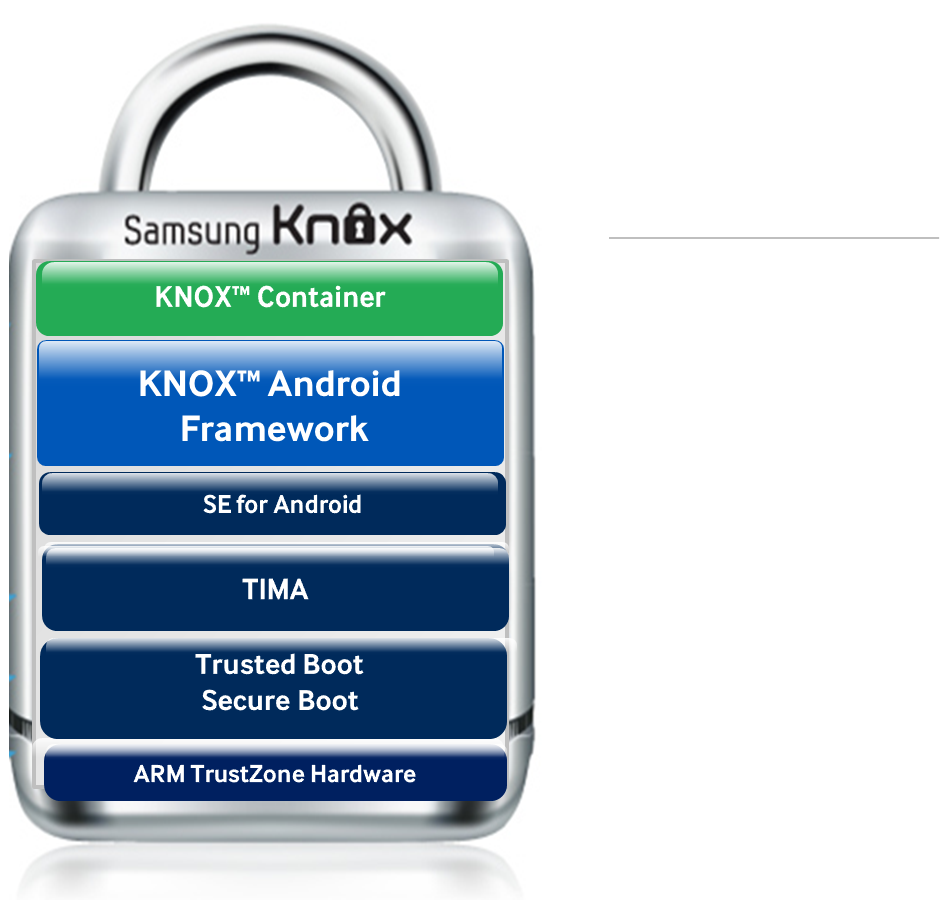 Samsung Knox
KNOX™ Container
KNOX™ Android
Framework
SE for Android
TIMA
Trusted Boot
Secure Boot
ARM TrustZone Hardware